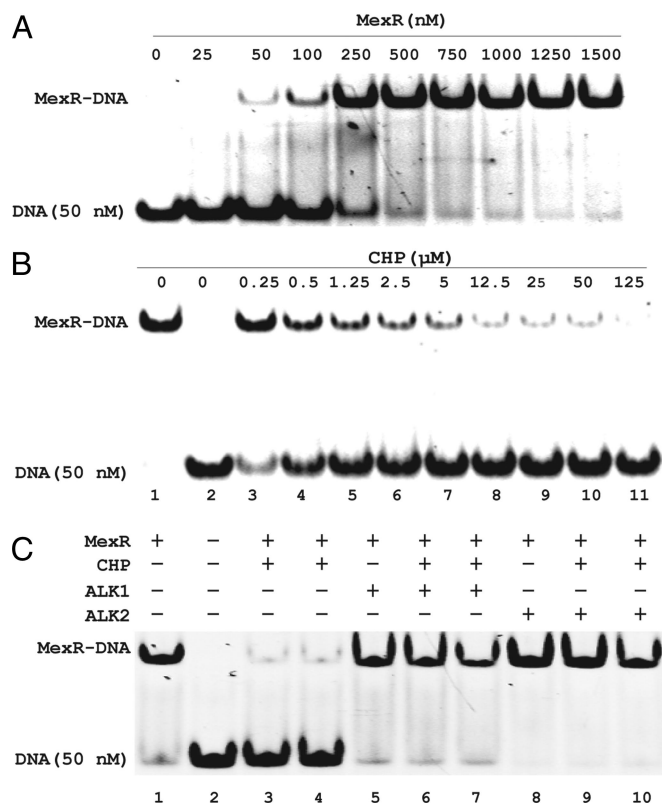 A
MexR(nM)
0 25 50 100 250 500 750 1000 1250 1500
MexR-DNA
DNA(50 nM)
B
CHP(µM)
0 0 0.25 0.5 1.25 2.5 5 12.5 25 50 125
MexR-DNA
DNA(50 nM)
1 2 3 4 5 6 7 8 9 10 11
C
MexR + − + + + + + + + +
CHP − − + + − + + − + +
ALK1 − − − − + + + − − −
ALK2 − − − − − − − + + +
MexR-DNA
DNA(50 nM)
1 2 3 4 5 6 7 8 9 10